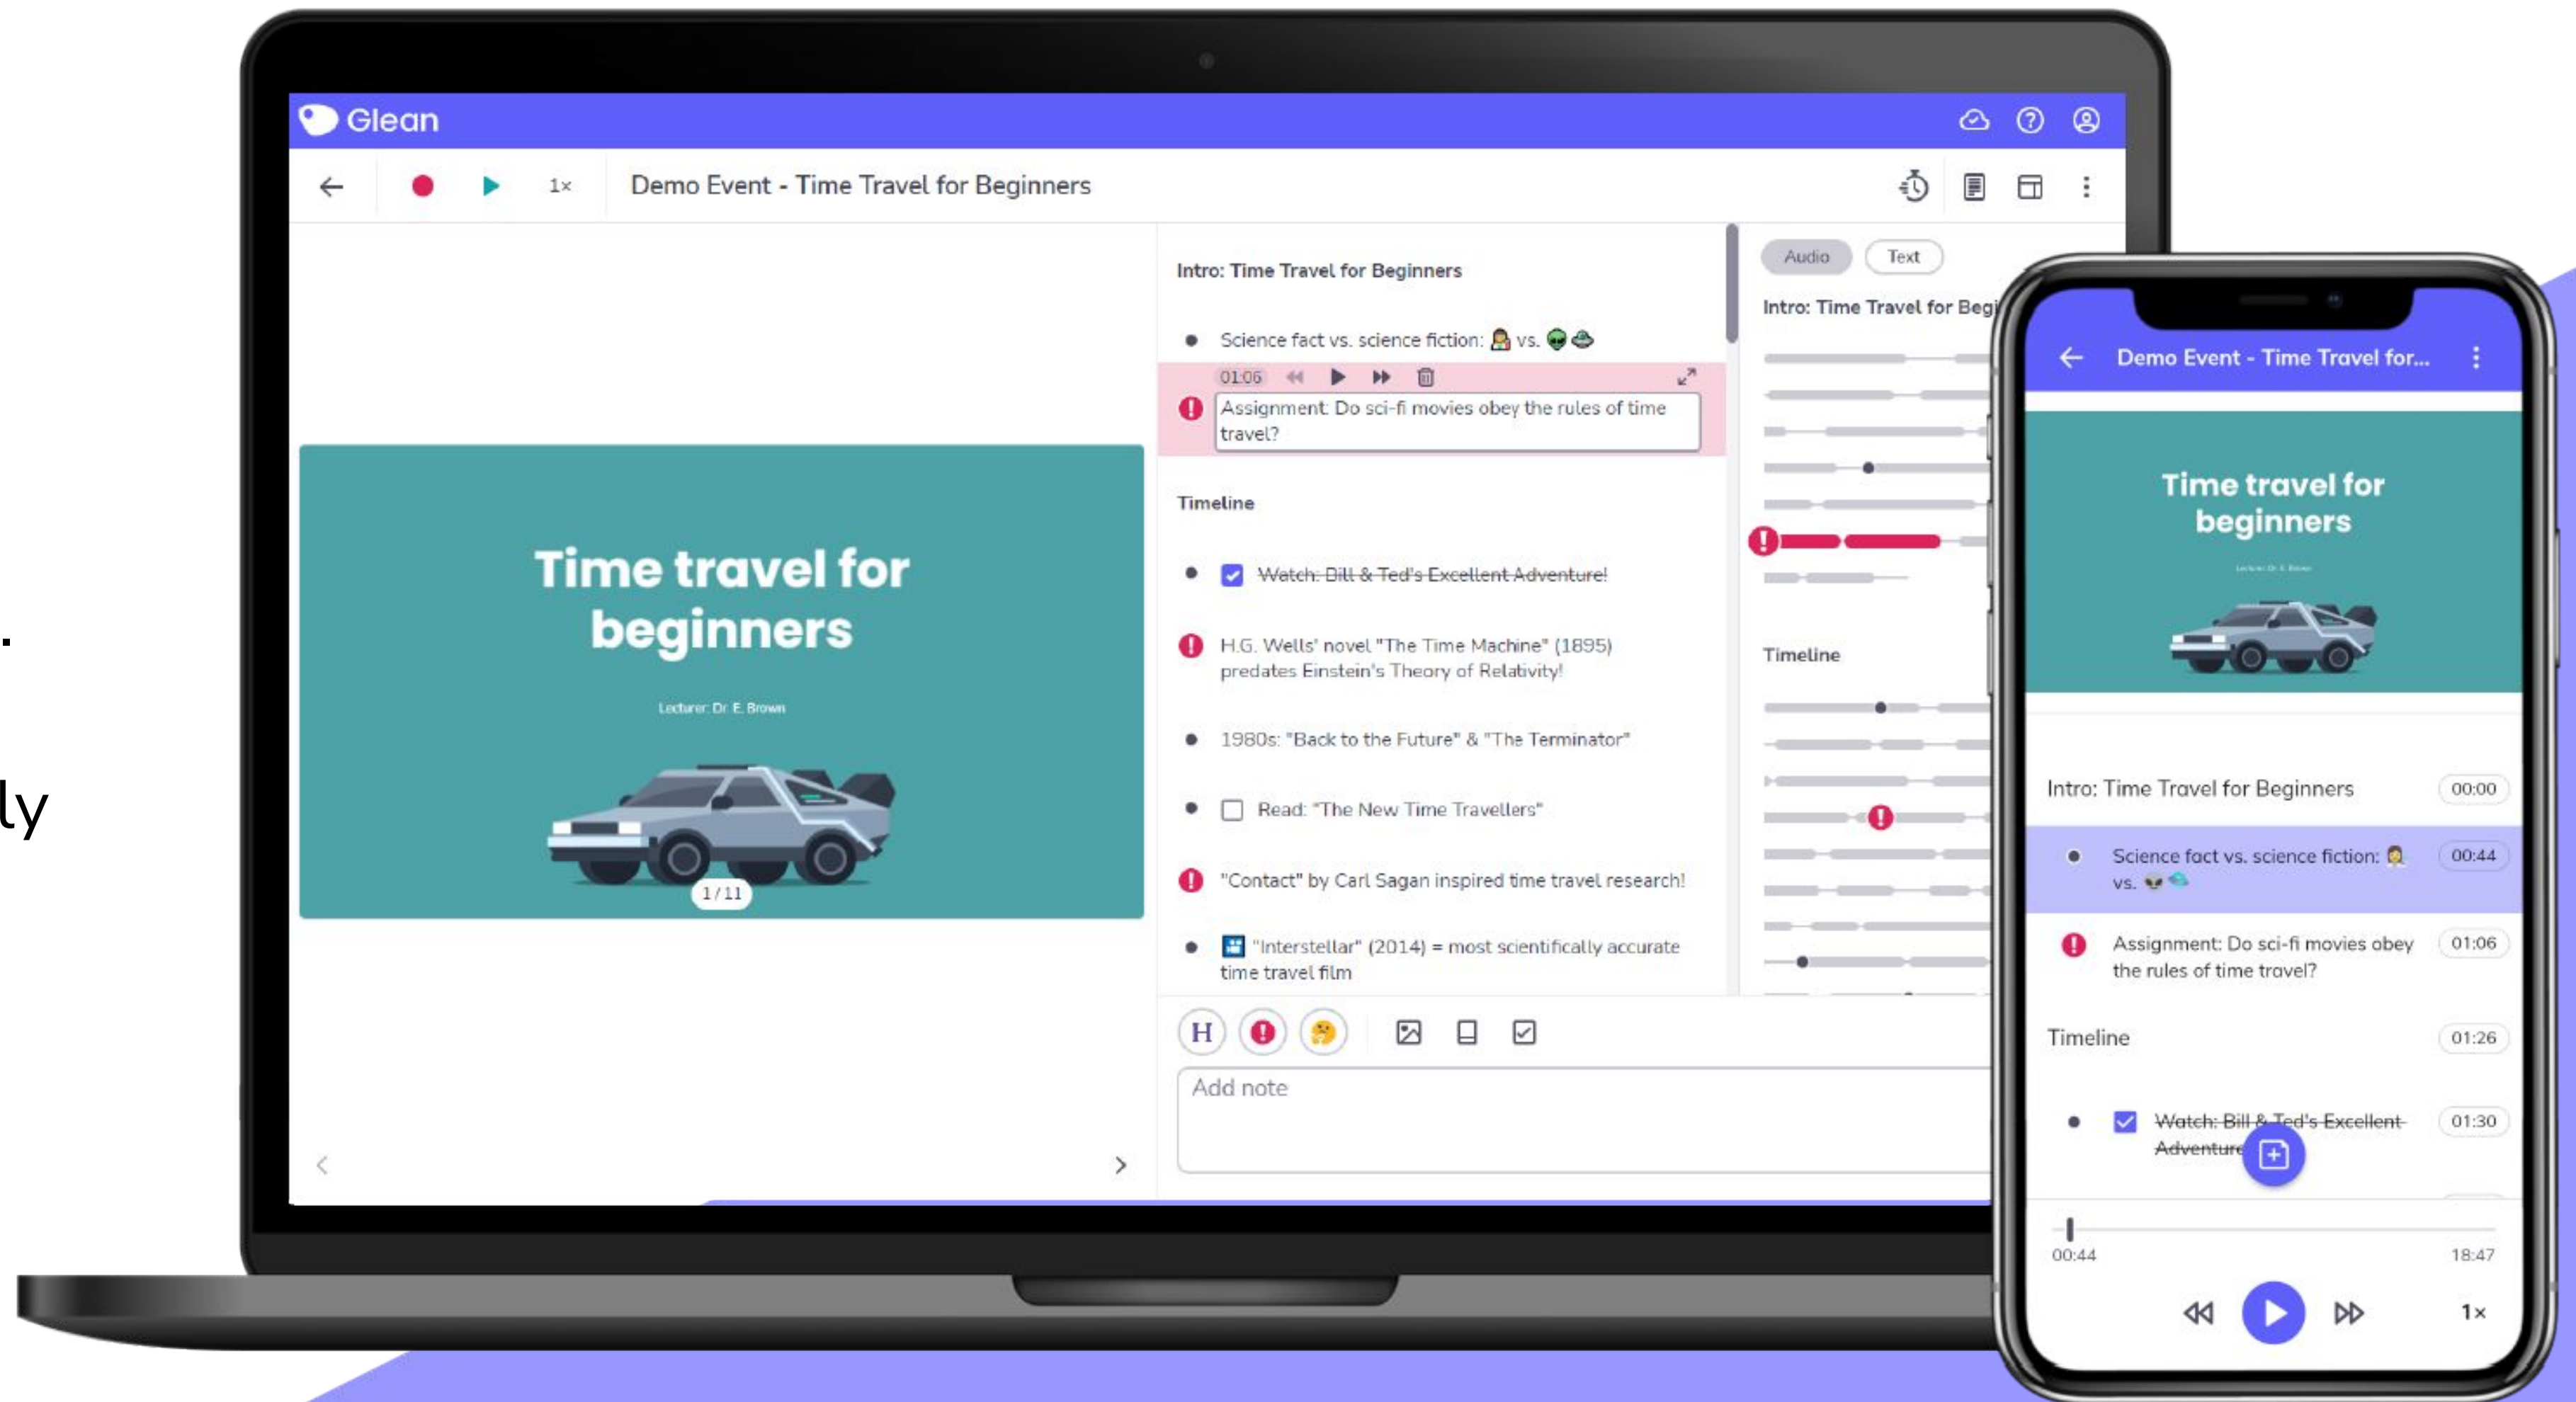 .
ly
Glean
1×
Demo Event - Time Travel for Beginners
Time travel for
beginners
Lecturer: Dr. E. Brown
1 / 11
Intro: Time Travel for Beginners
Science fact vs. science fiction: 👩‍🔬 vs. 👽 🛸
01:06
Assignment: Do sci-fi movies obey the rules of time
travel?
Timeline
Watch: Bill & Ted's Excellent Adventure!
H.G. Wells' novel "The Time Machine" (1895)
predates Einstein's Theory of Relativity!
1980s: "Back to the Future" & "The Terminator"
Read: "The New Time Travellers"
"Contact" by Carl Sagan inspired time travel research!
🎦 "Interstellar" (2014) = most scientifically accurate
time travel film
H
Add note
Audio
Text
Intro: Time Travel for Begi
Timeline
Demo Event - Time Travel for...
Time travel for
beginners
Lecturer: Dr. E. Brown
Intro: Time Travel for Beginners 00:00
Science fact vs. science fiction: 👩‍🔬 00:44
vs. 👽 🛸
Assignment: Do sci-fi movies obey 01:06
the rules of time travel?
Timeline 01:26
Watch: Bill & Ted's Excellent 01:30
Adventure
00:44
18:47
1×